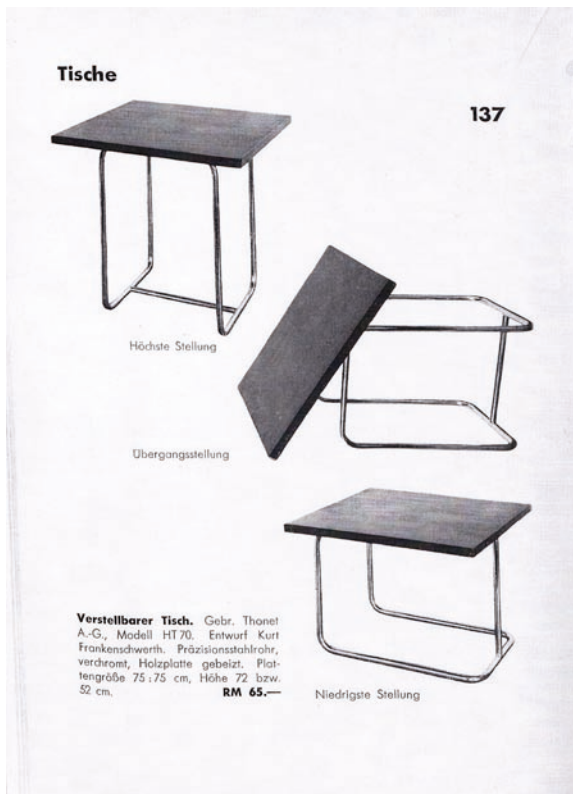 Tische
137
Höchste Stellung
Übergangsstellung
Verstellbarer Tisch. Gebr. Thonet
A.-G., Modell HT 70. Entwurf Kurt
Frankenschwerth. Präzisionsstahlrohr,
verchromt, Holzplatte gebeizt. Plat-
tengröße 75 : 75 cm, Höhe 72 bzw.
52 cm. RM 65.—
Niedrigste Stellung